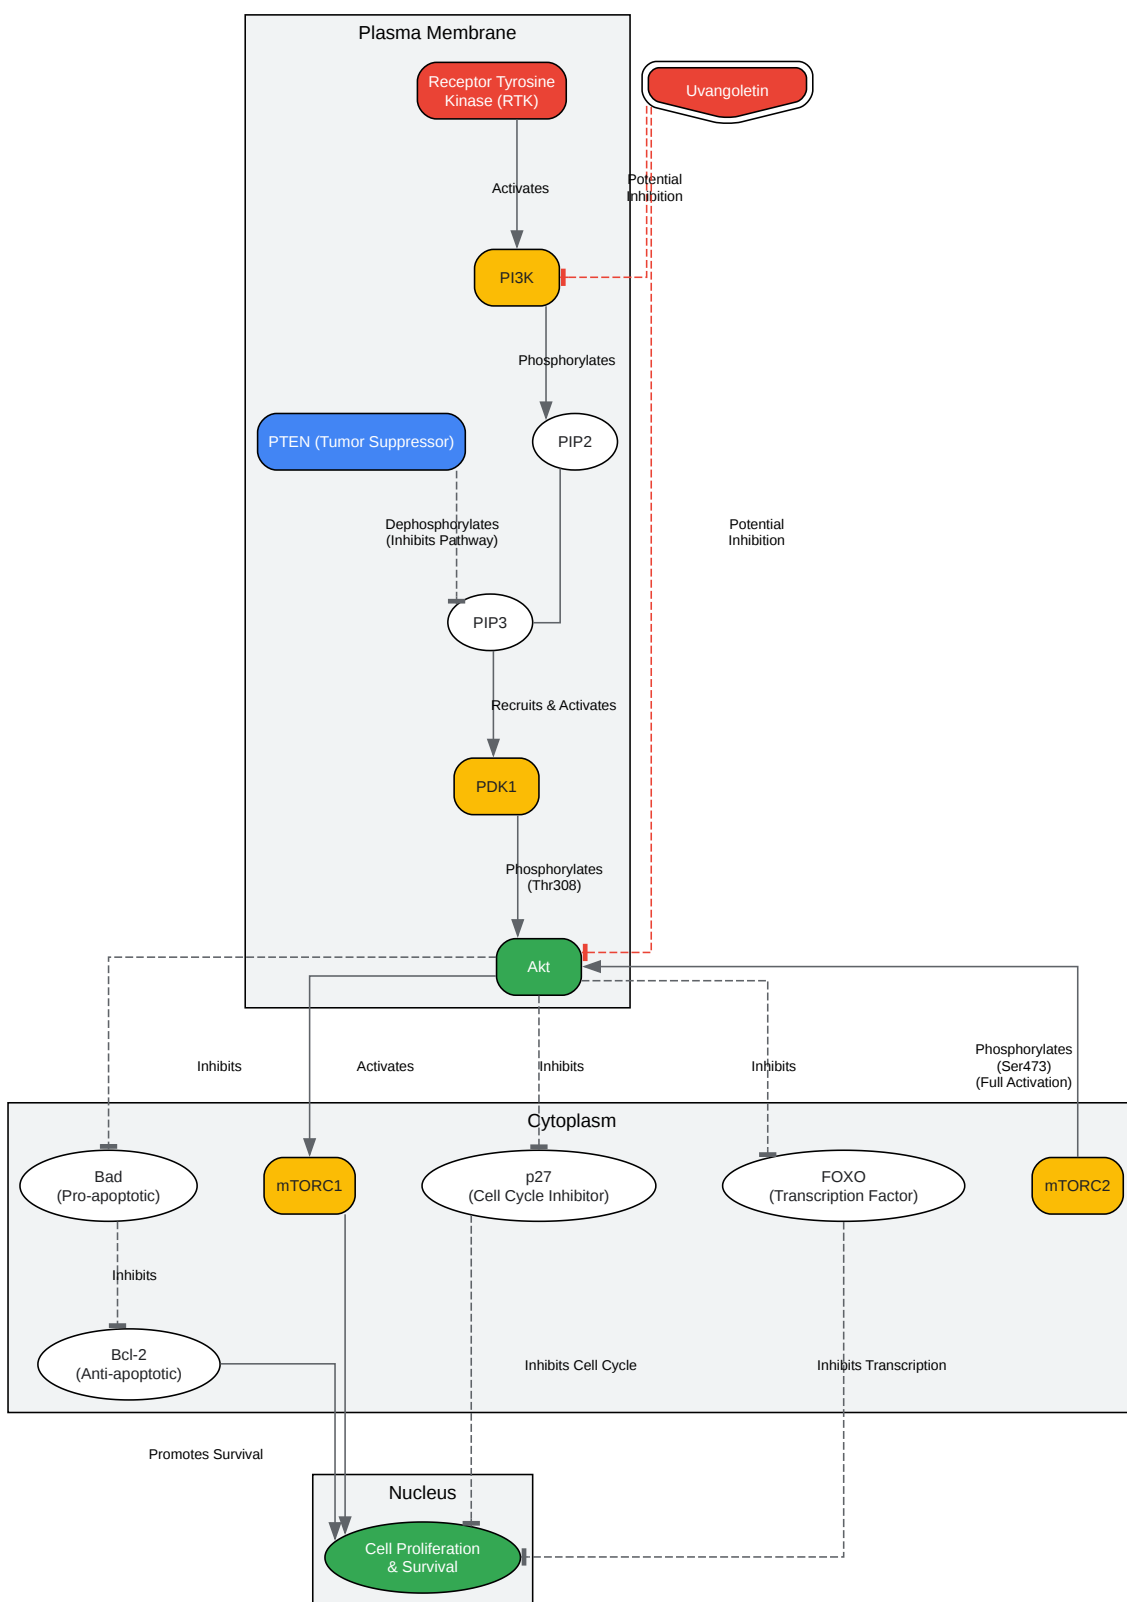 Plasma Membrane
Receptor Tyrosine
Kinase (RTK)
Uvangoletin
Activates
Potential
Inhibition
PI3K
Phosphorylates
PTEN (Tumor Suppressor)
PIP2
Dephosphorylates
(Inhibits Pathway)
Potential
Inhibition
PIP3
Recruits & Activates
PDK1
Phosphorylates
(Thr308)
Akt
Inhibits
Activates
Inhibits
Inhibits
Phosphorylates
(Ser473)
(Full Activation)
Cytoplasm
Bad
(Pro-apoptotic)
mTORC1
p27
(Cell Cycle Inhibitor)
FOXO
(Transcription Factor)
mTORC2
Inhibits
Bcl-2
(Anti-apoptotic)
Inhibits Cell Cycle
Inhibits Transcription
Promotes Survival
Nucleus
Cell Proliferation
& Survival